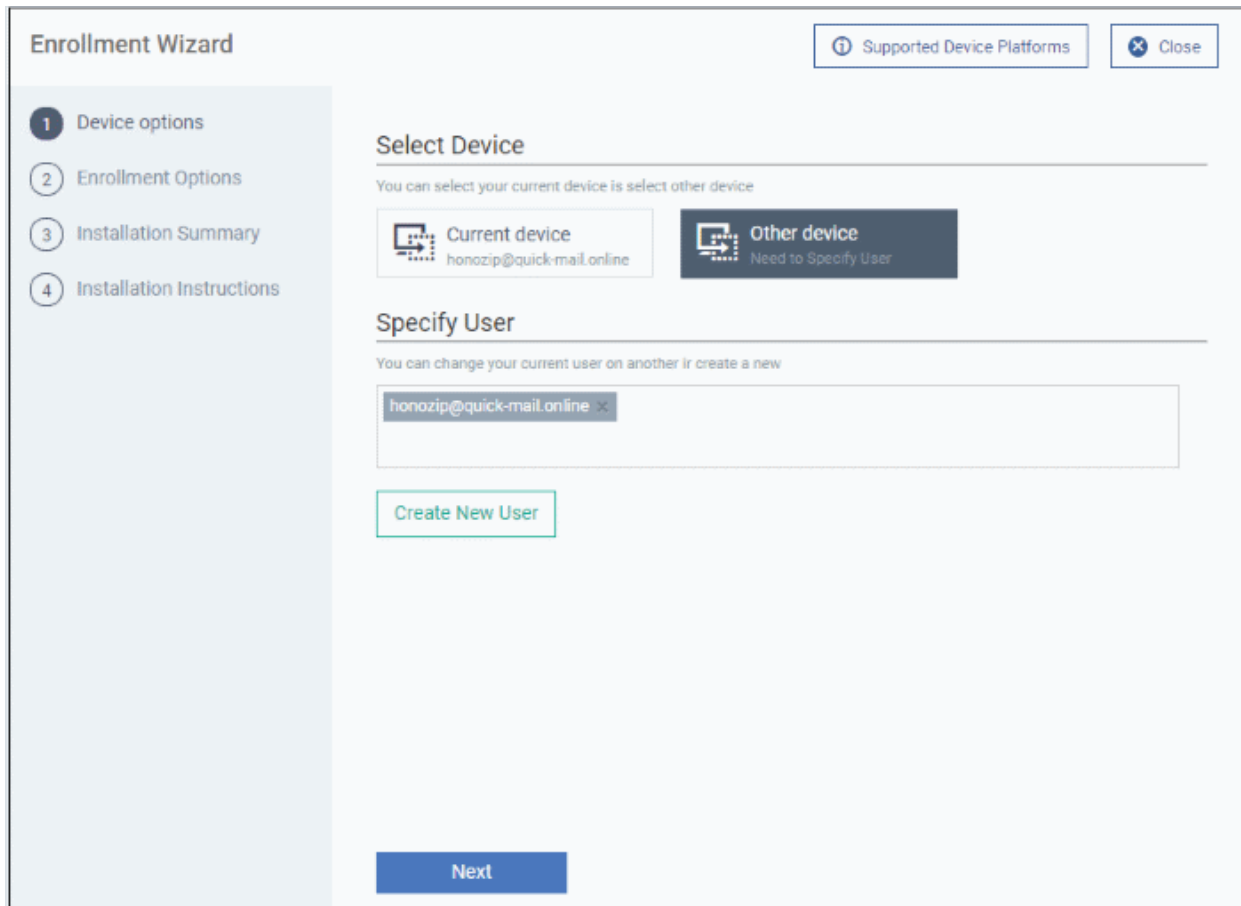 Enrollment Wizard
Supported Device Platforms
Close
1 Device options
2 Enrollment Options
3 Installation Summary
4 Installation Instructions
Select Device
You can select your current device is select other device
Current device
honozip@quick-mail.online
Other device
Need to Specify User
Specify User
You can change your current user on another ir create a new
honozip@quick-mail.online ×
Create New User
Next